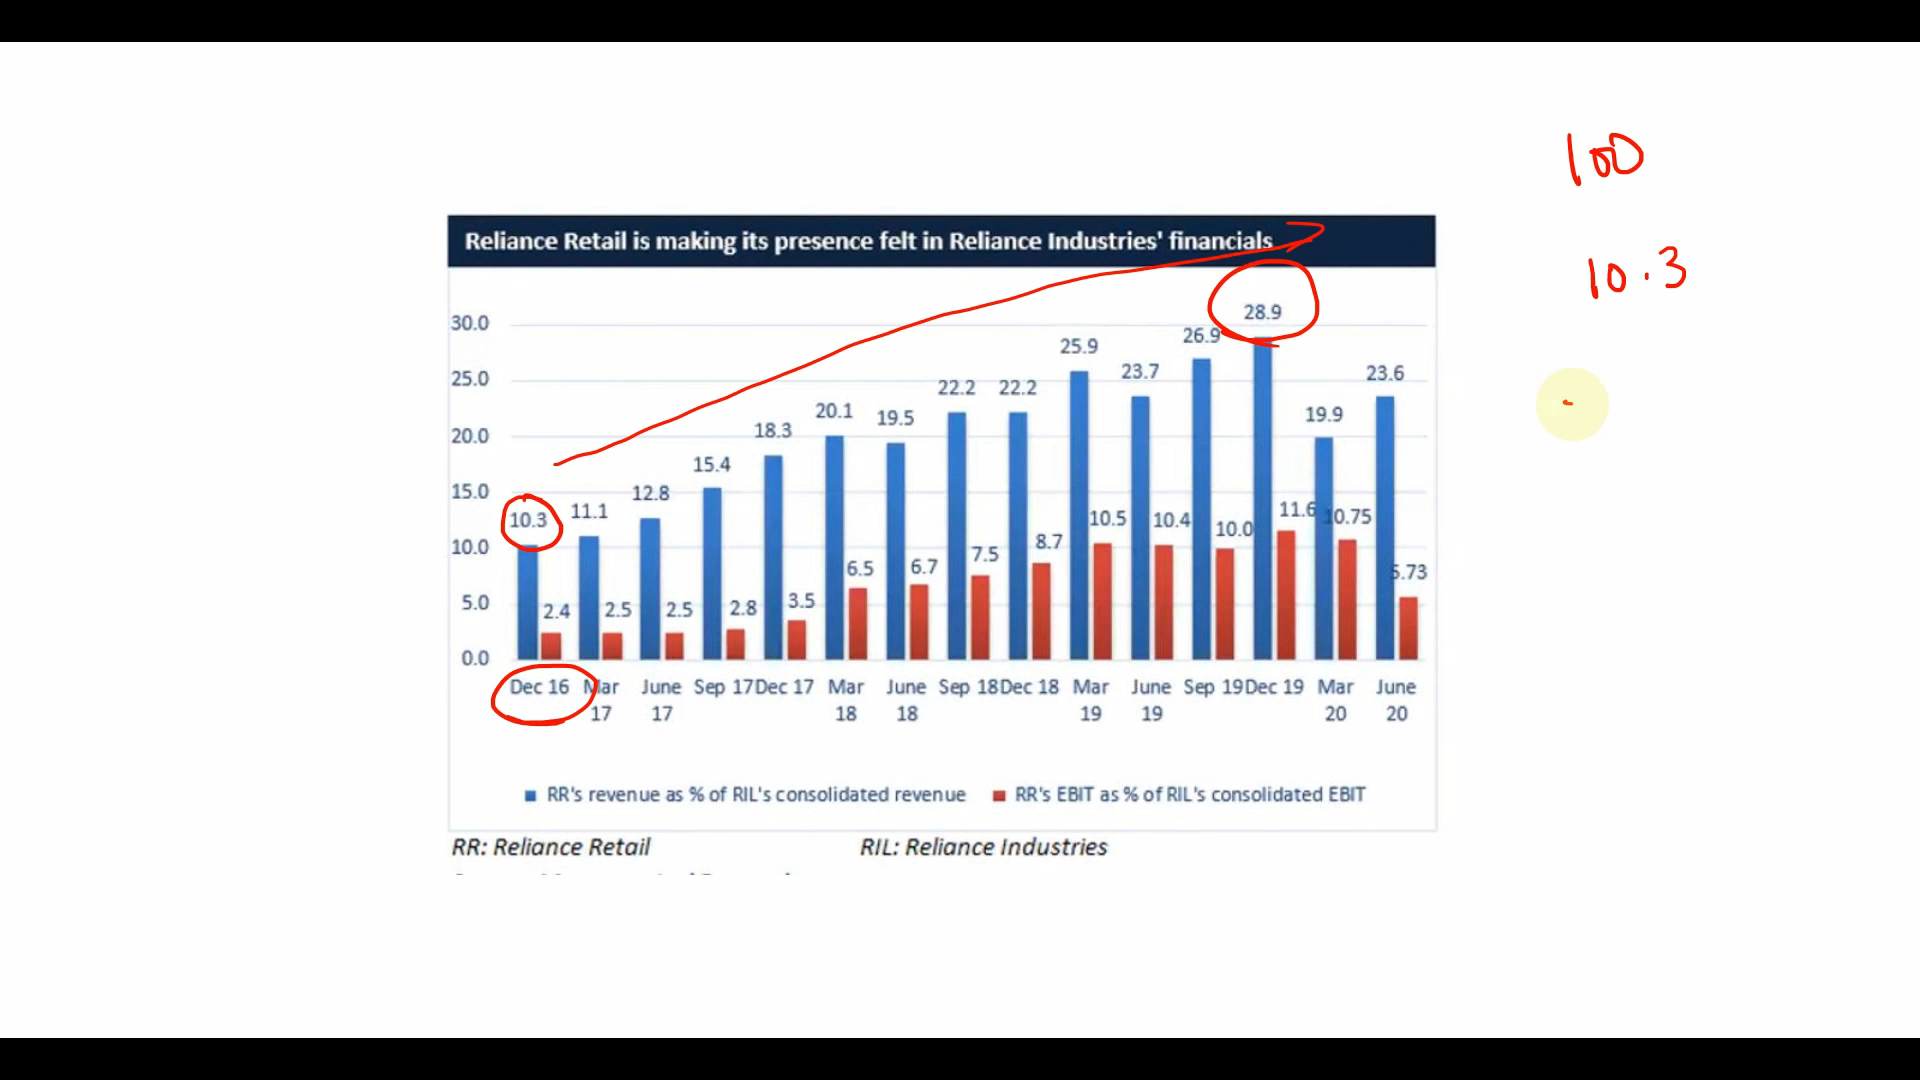 100
10.3
Reliance Retail is making its presence felt in Reliance Industries' financials
30.0
25.0
20.0
15.0
10.0
5.0
0.0
10.3 11.1 12.8 15.4 18.3 20.1 19.5 22.2 22.2 25.9 23.7 26.9 28.9 19.9 23.6
2.4 2.5 2.5 2.8 3.5 6.5 6.7 7.5 8.7 10.5 10.4 10.0 11.6 10.75 5.73
Dec 16 Mar 17 June 17 Sep 17 Dec 17 Mar 18 June 18 Sep 18 Dec 18 Mar 19 June 19 Sep 19 Dec 19 Mar 20 June 20
RR's revenue as % of RIL's consolidated revenue RR's EBIT as % of RIL's consolidated EBIT
RR: Reliance Retail RIL: Reliance Industries